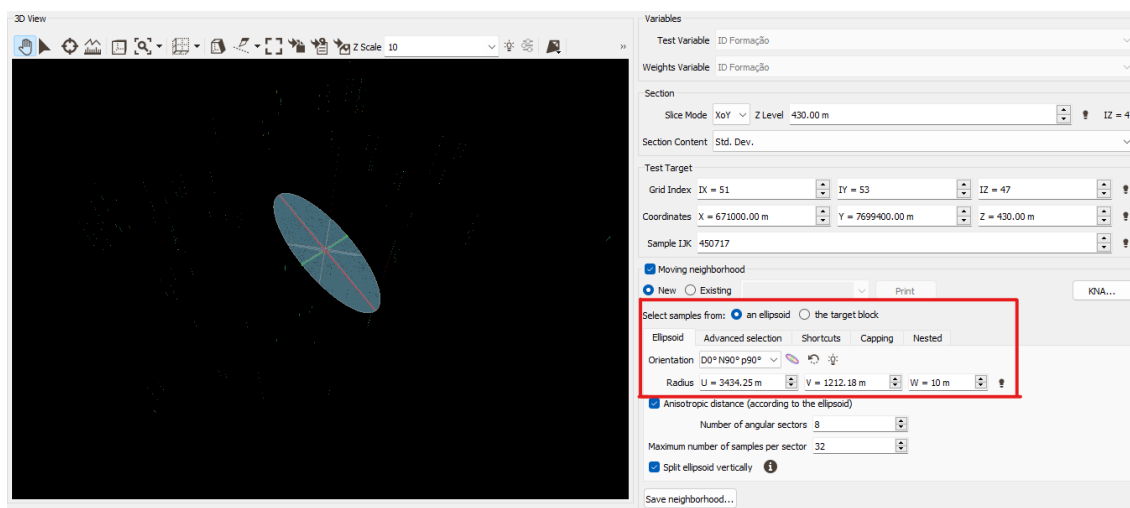 3D View
Z Scale 10
»
Variables
Test Variable ID Formação
Weights Variable ID Formação
Section
Slice Mode XoY Z Level 430.00 m IZ = 4
Section Content Std. Dev.
Test Target
Grid Index IX = 51 IY = 53 IZ = 47
Coordinates X = 671000.00 m Y = 7699400.00 m Z = 430.00 m
Sample IJK 450717
Moving neighborhood
New Existing Print KNA...
Select samples from: an ellipsoid the target block
Ellipsoid Advanced selection Shortcuts Capping Nested
Orientation D0° N90° p90°
Radius U = 3434.25 m V = 1212.18 m W = 10 m
Anisotropic distance (according to the ellipsoid)
Number of angular sectors 8
Maximum number of samples per sector 32
Split ellipsoid vertically
Save neighborhood...